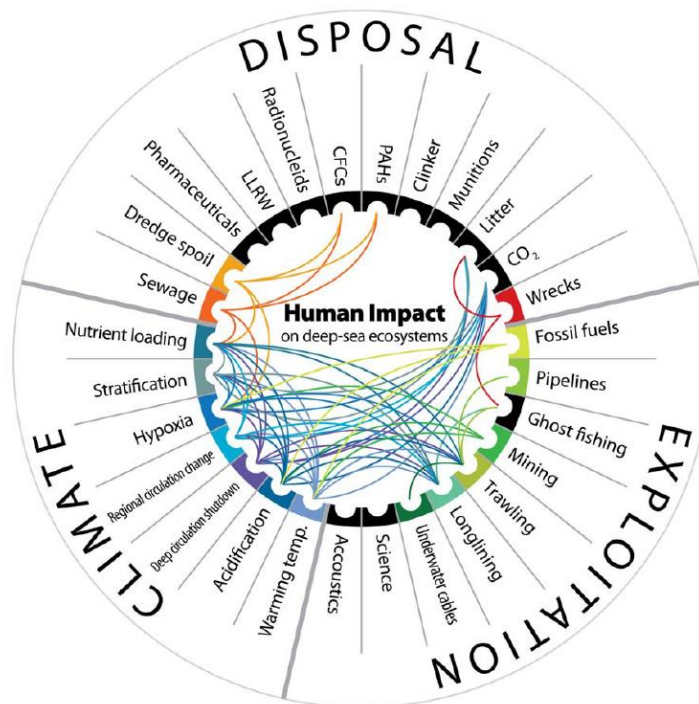 DISPOSAL
Sewage
Dredge spoil
Pharmaceuticals
LLRW
Radionucleids
CFCs
PAHs
Clinker
Munitions
Litter
CO₂
Wrecks
Human Impact
on deep-sea ecosystems
Fossil fuels
Pipelines
Ghost fishing
Mining
Trawling
Longlining
Underwater cables
Science
Accoustics
EXPLOITATION
Nutrient loading
Stratification
Hypoxia
Regional circulation change
Deep circulation shutdown
Acidification
Warming temp.
CLIMATE